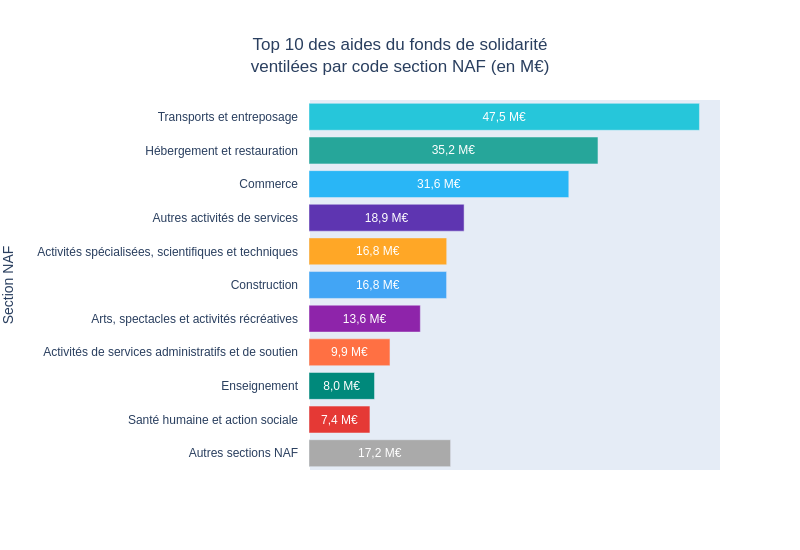 Top 10 des aides du fonds de solidarité
ventilées par code section NAF (en M€)
Section NAF
Transports et entreposage 47,5 M€
Hébergement et restauration 35,2 M€
Commerce 31,6 M€
Autres activités de services 18,9 M€
Activités spécialisées, scientifiques et techniques 16,8 M€
Construction 16,8 M€
Arts, spectacles et activités récréatives 13,6 M€
Activités de services administratifs et de soutien 9,9 M€
Enseignement 8,0 M€
Santé humaine et action sociale 7,4 M€
Autres sections NAF 17,2 M€